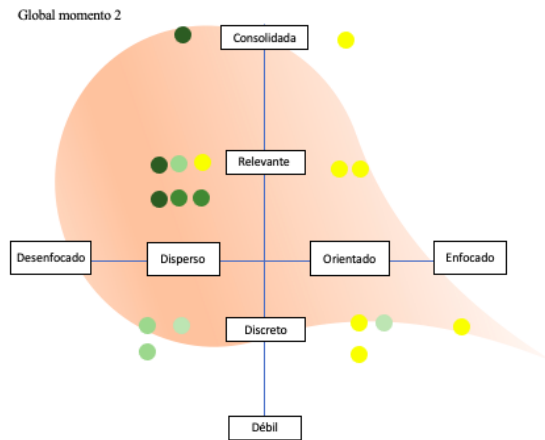 Global momento 2
Consolidada
Relevante
Desenfocado
Disperso
Orientado
Enfocado
Discreto
Débil